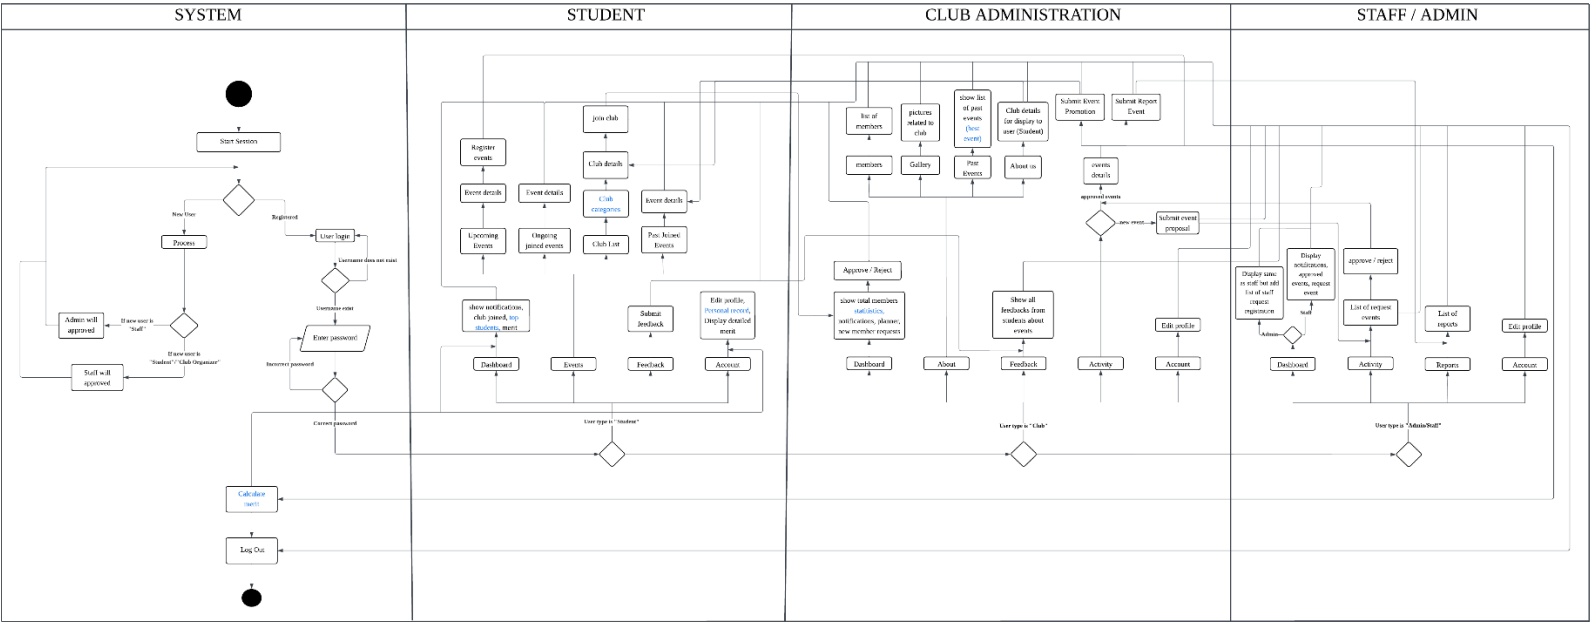 SYSTEM
STUDENT
CLUB ADMINISTRATION
STAFF / ADMIN
Start Session
New User
Registered
Process
User login
Username does not exist
Username exist
Admin will
approved
If new user is
"Staff"
Enter password
If new user is
"Student"/"Club Organizer"
Staff will
approved
Incorrect password
Correct password
Calculate
merit
Log Out
join club
Register
events
Club details
Event details
Event details
Club
categories
Event details
Upcoming
Events
Ongoing
joined events
Club List
Past Joined
Events
show notifications,
club joined, top
students, merit
Submit
feedback
Edit profile,
Personal record,
Display detailed
merit
Dashboard
Events
Feedback
Account
User type is "Student"
list of
members
pictures
related to
club
show list
of past
events
(best
event)
Club details
for display to
user (Student)
Submit Event
Promotion
Submit Report
Event
members
Gallery
Past
Events
About us
events
details
approved events
new event
Submit event
proposal
Approve / Reject
show total members
statistics,
notifications, planner,
new member requests
Show all
feedbacks from
students about
events
Edit profile
Dashboard
About
Feedback
Activity
Account
User type is "Club"
Display same
as staff but add
list of staff
request
registration
Display
notifications,
approved
events, request
event
approve / reject
List of request
events
List of
reports
Edit profile
Staff
Admin
Dashboard
Activity
Reports
Account
User type is "Admin/Staff"